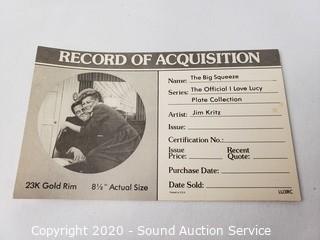 RECORD OF ACQUISITION
Name: The Big Squeeze
Series: The Official I Love Lucy
Plate Collection
Artist: Jim Kritz
Issue:
Certification No.:
Issue Price: Recent Quote:
Purchase Date:
Date Sold:
23K Gold Rim 8½" Actual Size
Copyright © 2020 - Sound Auction Service